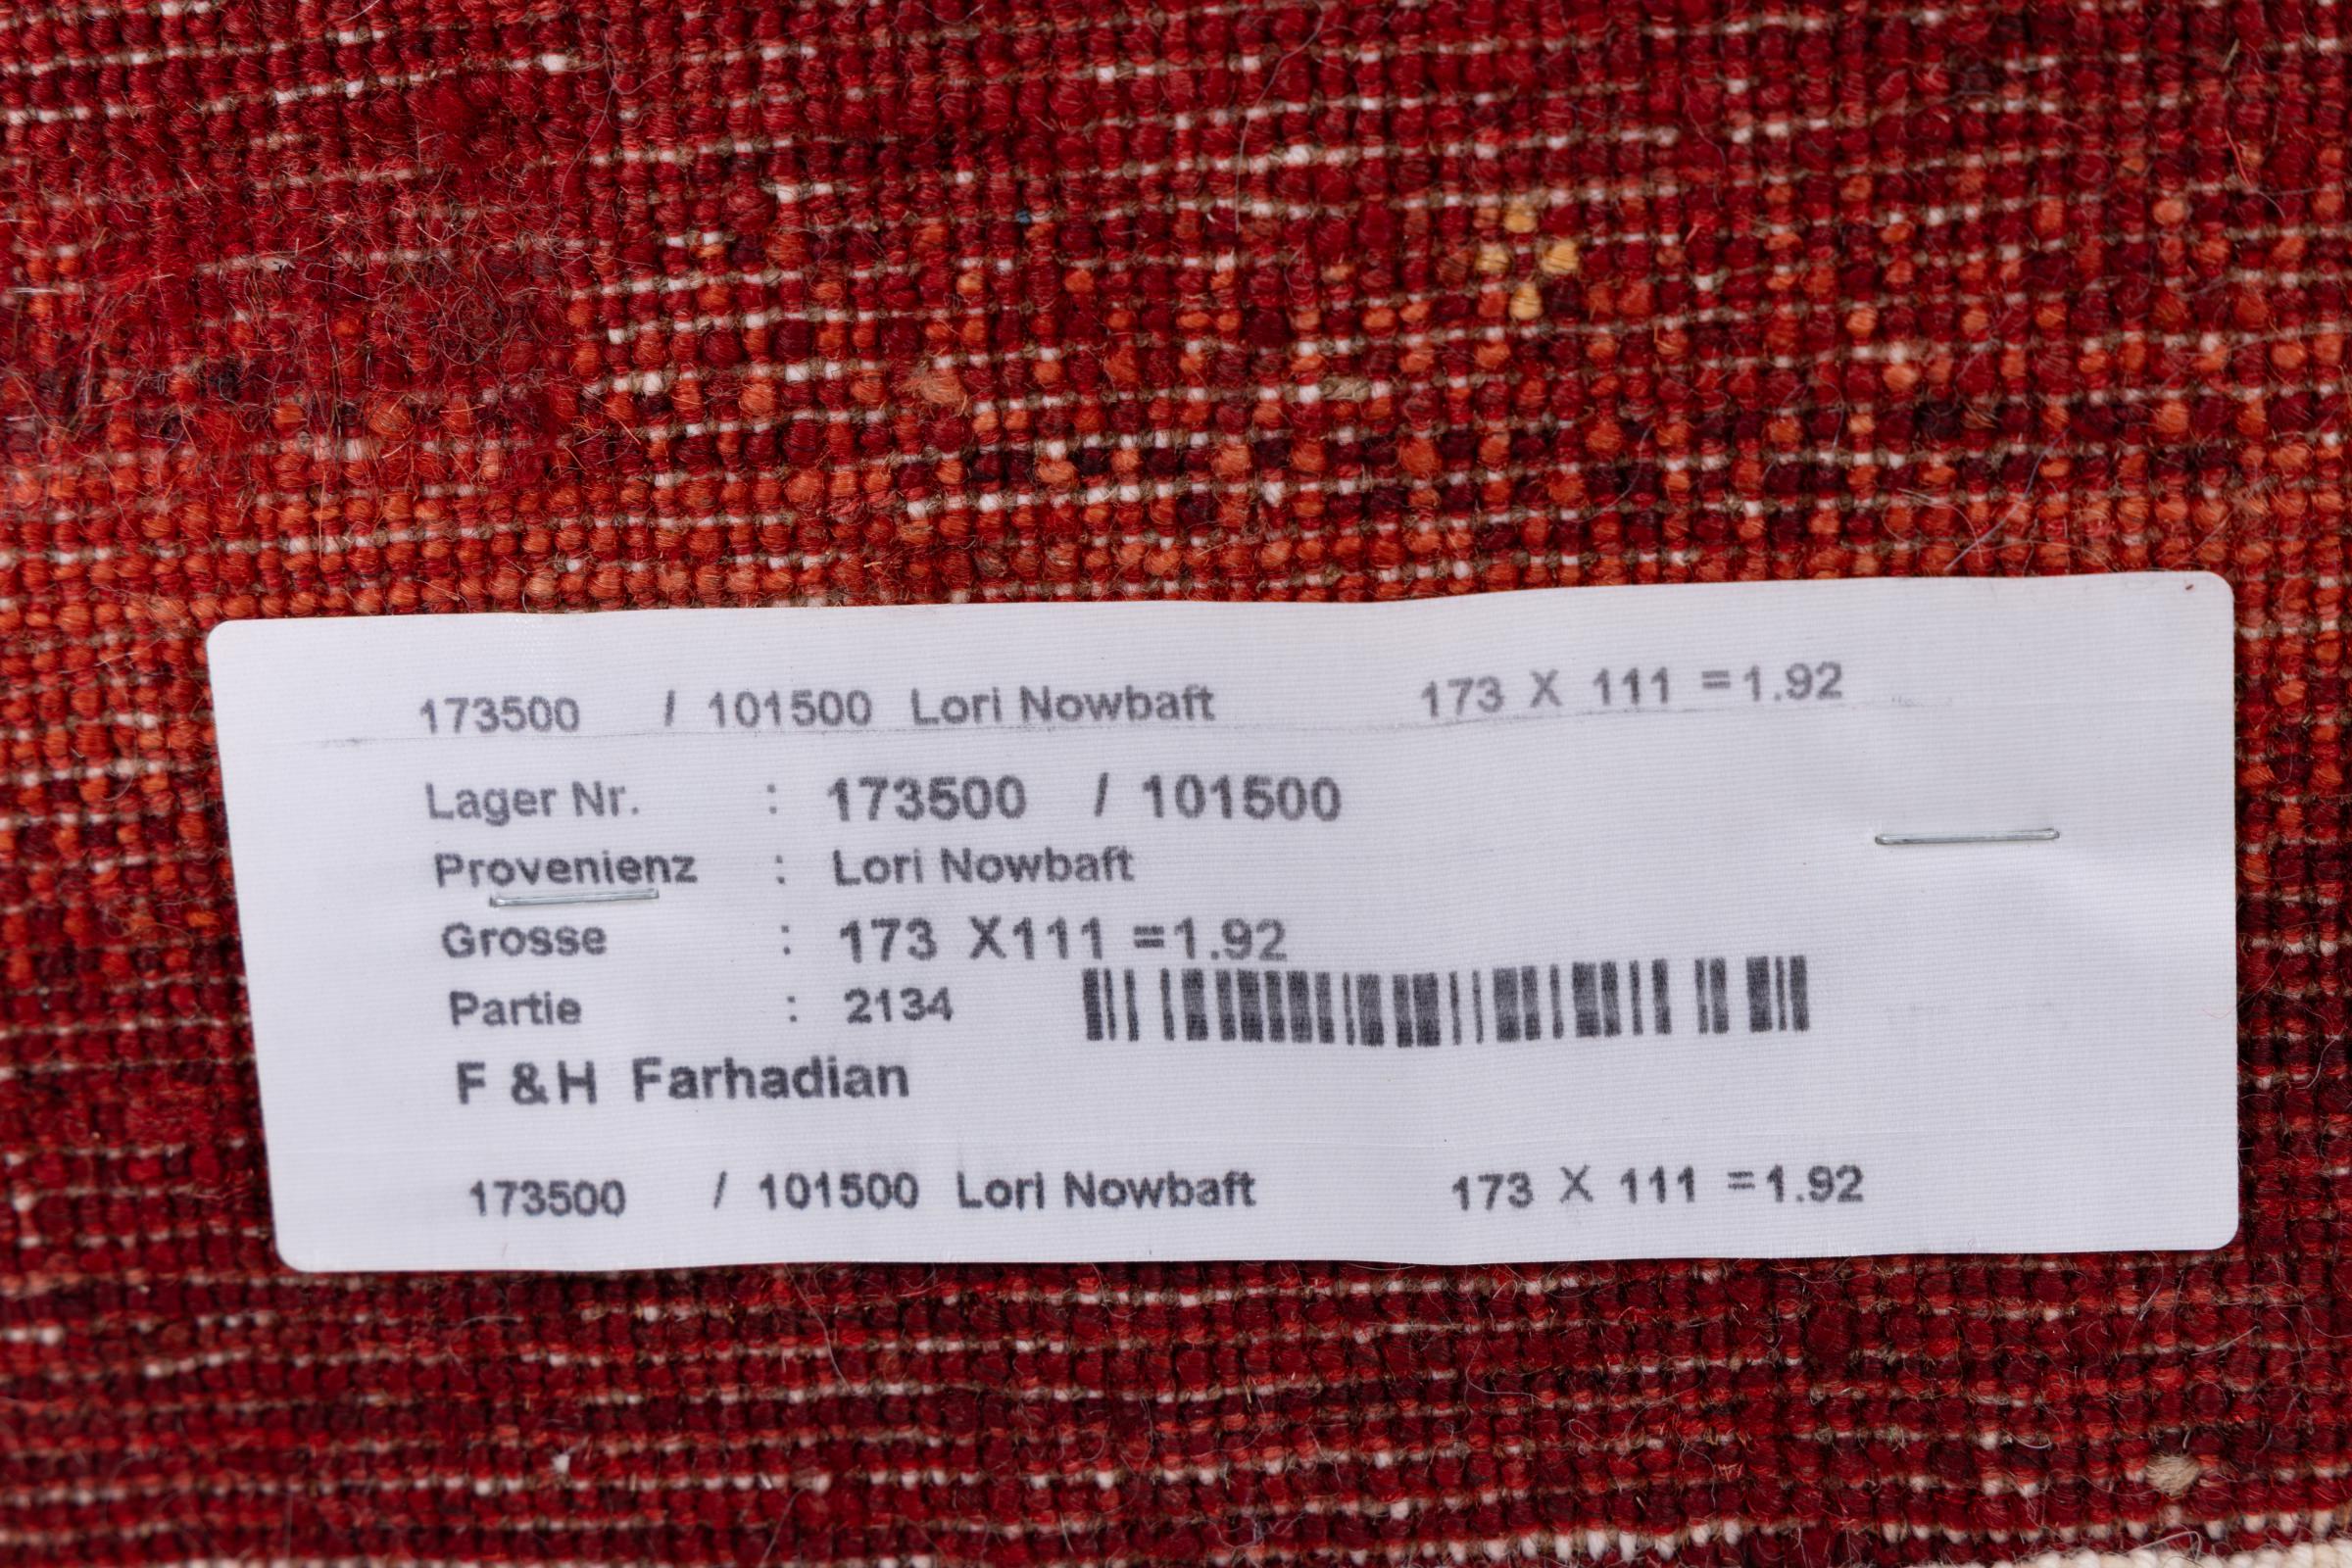 173500 / 101500 Lori Nowbaft 173 X 111 =1.92
Lager Nr. : 173500 / 101500
Provenienz : Lori Nowbaft
Grosse : 173 X111 =1.92
Partie : 2134
F &H Farhadian
173500 / 101500 Lori Nowbaft 173 X 111 =1.92